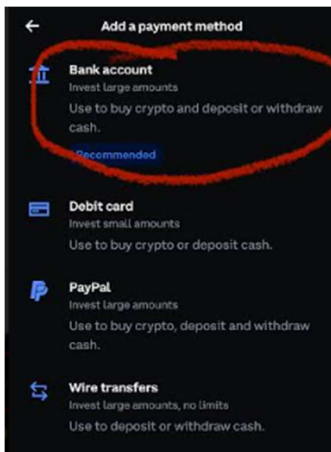 Add a payment method
Bank account
Invest large amounts
Use to buy crypto and deposit or withdraw
cash.
Recommended
Debit card
Invest small amounts
Use to buy crypto or deposit cash.
PayPal
Invest large amounts
Use to buy crypto, deposit and withdraw
cash.
Wire transfers
Invest large amounts, no limits
Use to deposit or withdraw cash.